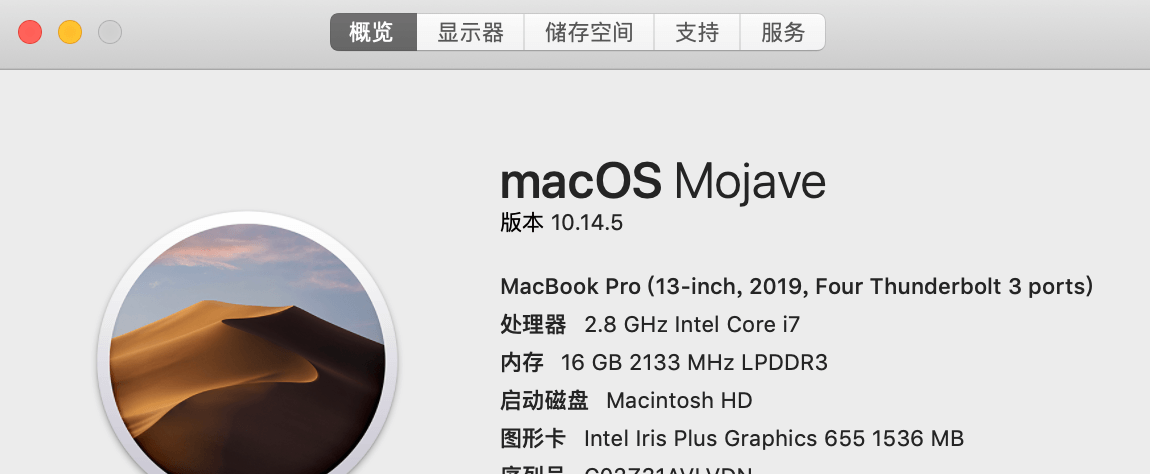 概览 显示器 储存空间 支持 服务
macOS Mojave
版本 10.14.5
MacBook Pro (13-inch, 2019, Four Thunderbolt 3 ports)
处理器 2.8 GHz Intel Core i7
内存 16 GB 2133 MHz LPDDR3
启动磁盘 Macintosh HD
图形卡 Intel Iris Plus Graphics 655 1536 MB
序列号